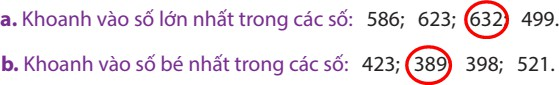 a. Khoanh vào số lớn nhất trong các số: 586; 623; 632; 499.
b. Khoanh vào số bé nhất trong các số: 423; 389 398; 521.